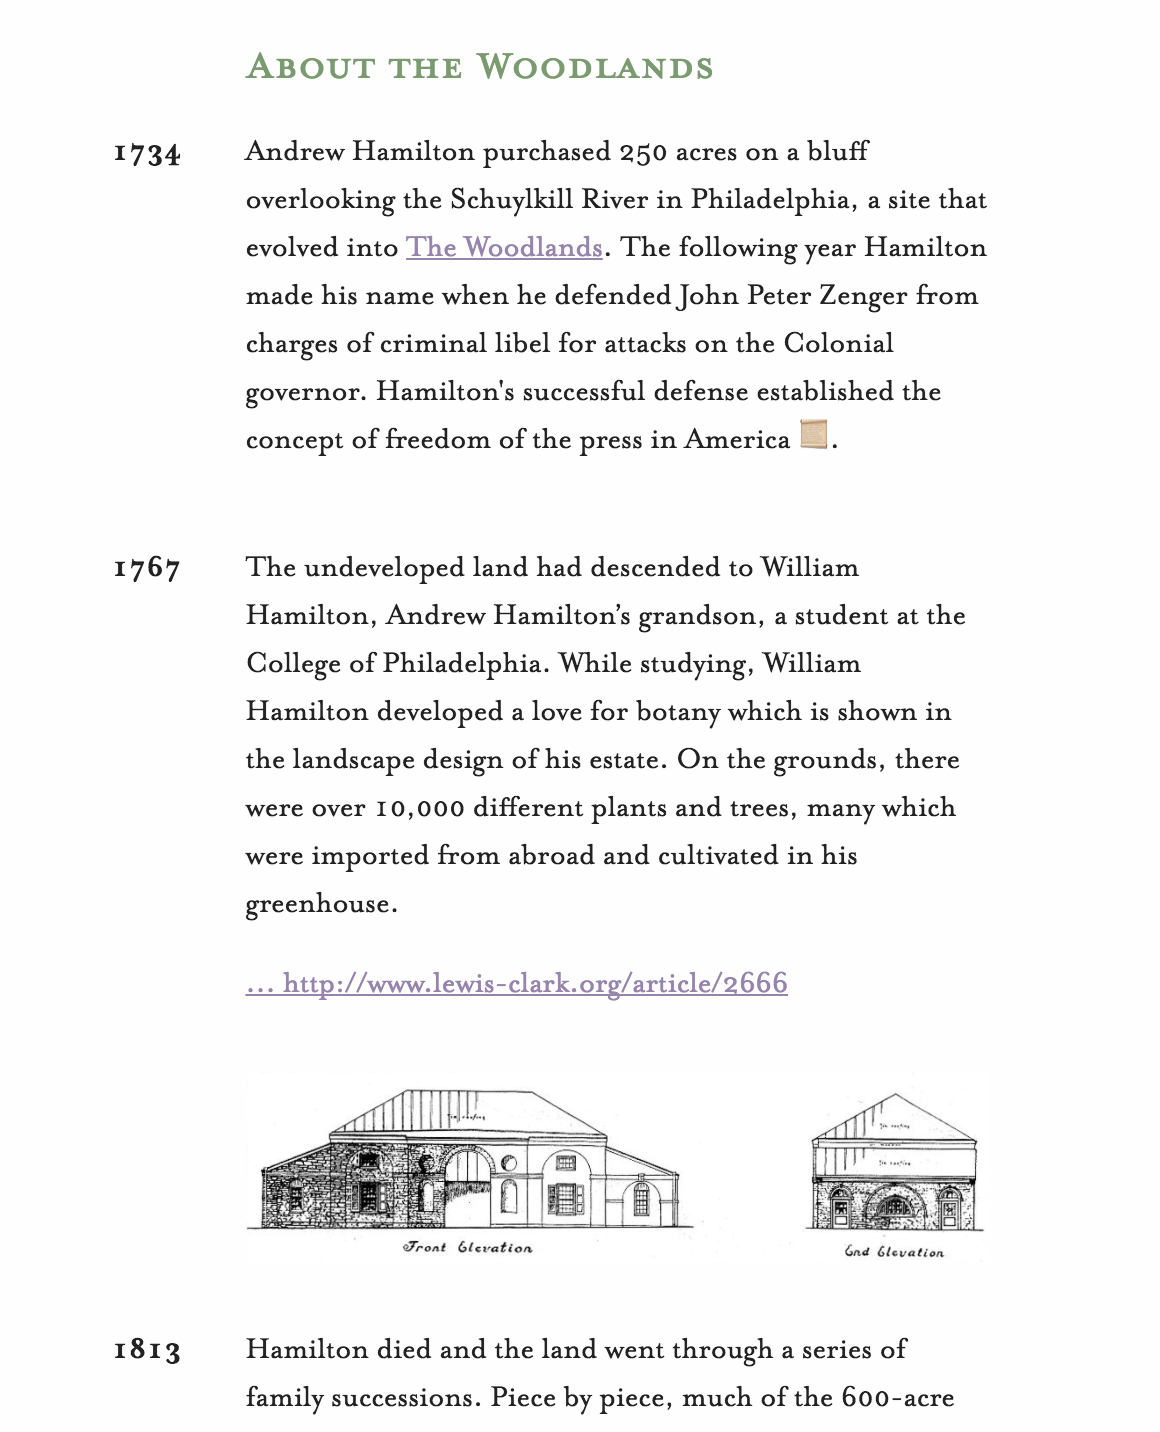 About the Woodlands
1734
Andrew Hamilton purchased 250 acres on a bluff
overlooking the Schuylkill River in Philadelphia, a site that
evolved into The Woodlands. The following year Hamilton
made his name when he defended John Peter Zenger from
charges of criminal libel for attacks on the Colonial
governor. Hamilton's successful defense established the
concept of freedom of the press in America .
1767
The undeveloped land had descended to William
Hamilton, Andrew Hamilton’s grandson, a student at the
College of Philadelphia. While studying, William
Hamilton developed a love for botany which is shown in
the landscape design of his estate. On the grounds, there
were over 10,000 different plants and trees, many which
were imported from abroad and cultivated in his
greenhouse.
… http://www.lewis-clark.org/article/2666
Tin roofing
Tin roofing
Tin roofing
Front Elevation
End Elevation
1813
Hamilton died and the land went through a series of
family successions. Piece by piece, much of the 600-acre